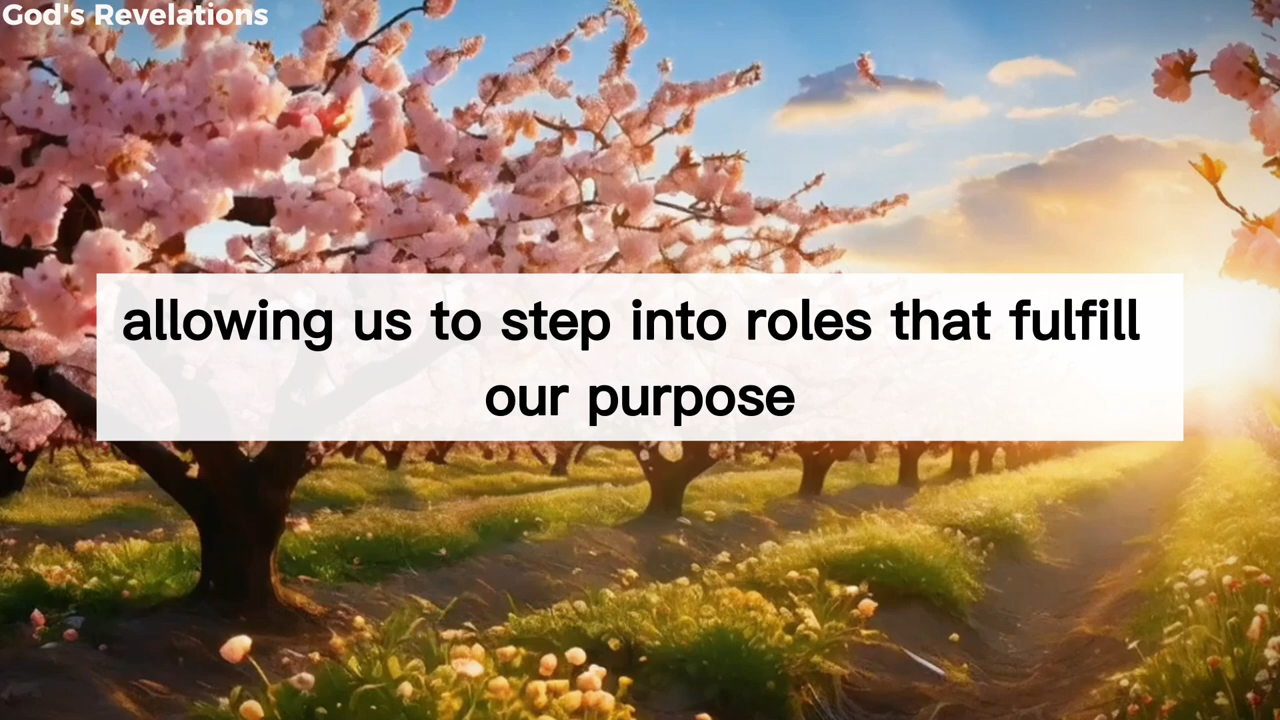 God's Revelations
allowing us to step into roles that fulfill
our purpose